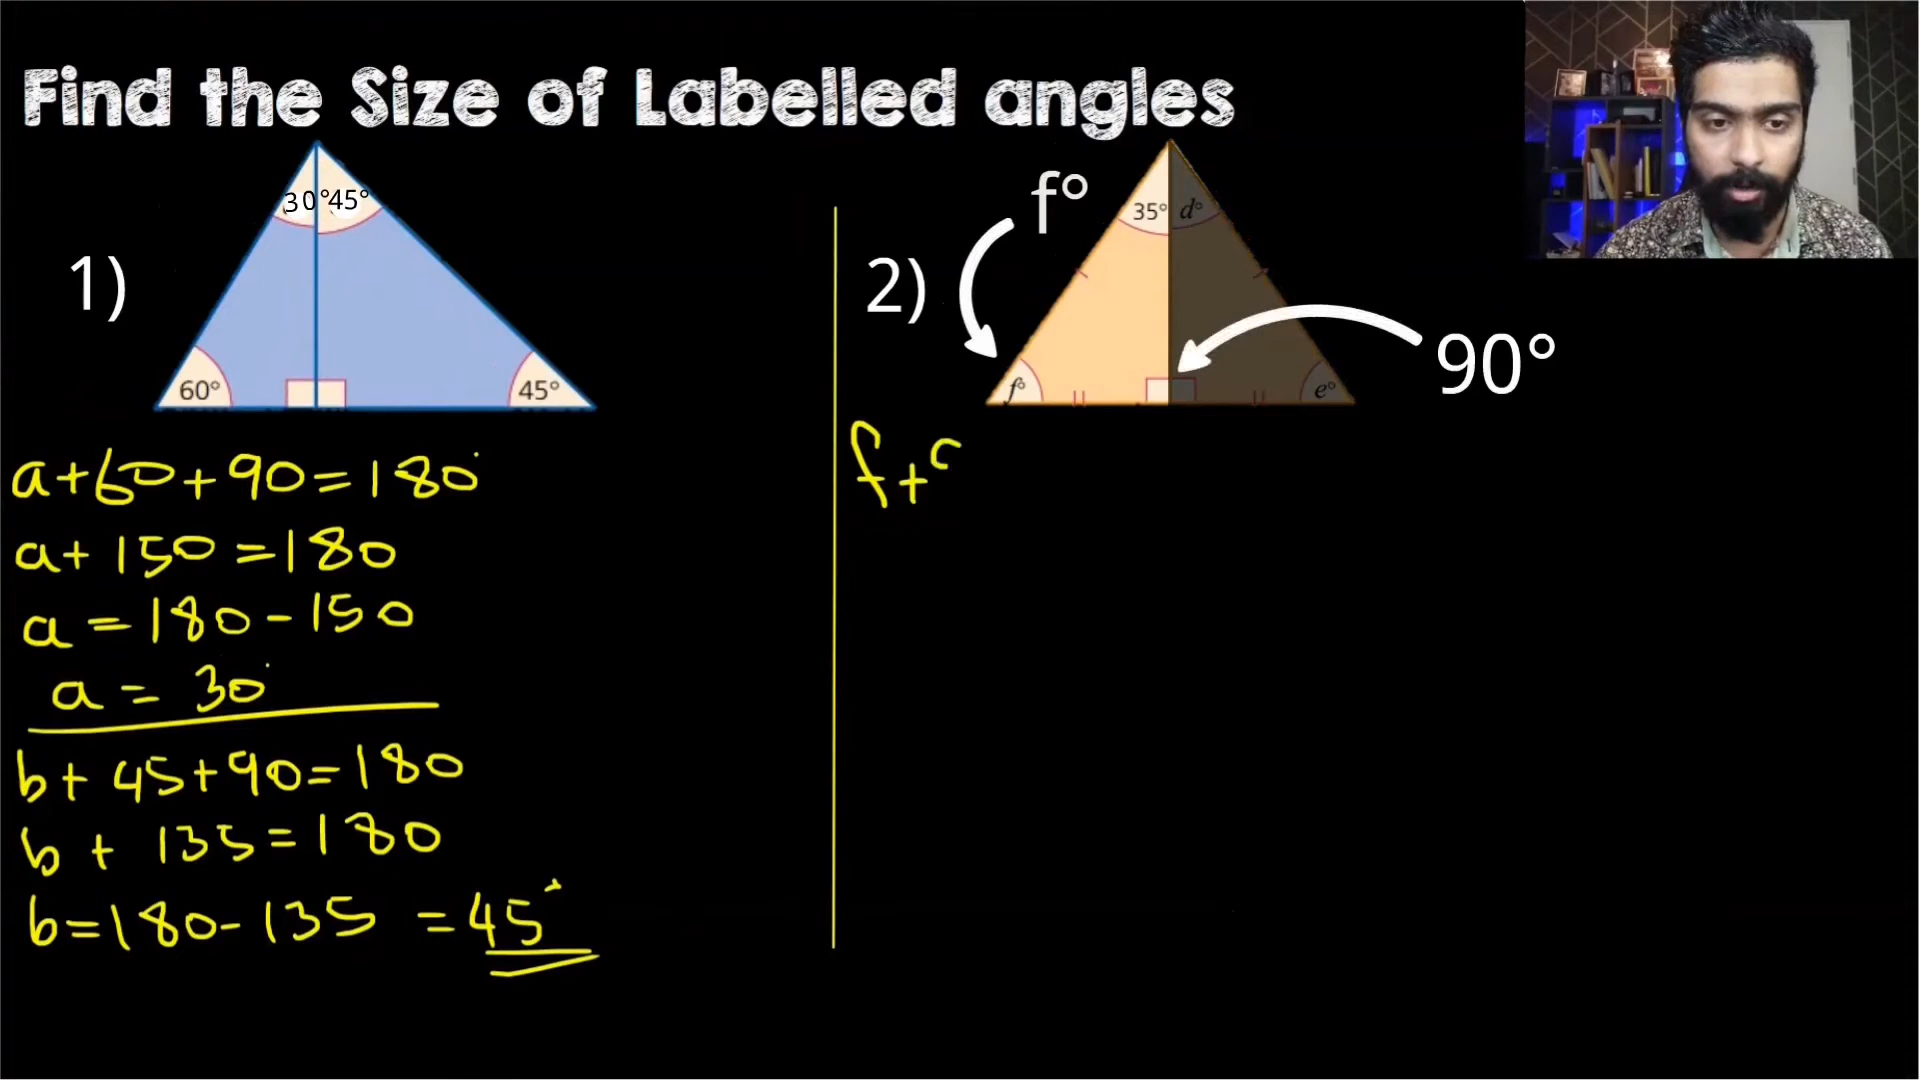 Find the Size of Labelled angles
1)
30° 45°
60° 45°
a+60+90=180°
a+150=180
a=180-150
a=30°
b+45+90=180
b+135=180
b=180-135 =45°
2)
f°
35° d°
90°
f° e°
f+